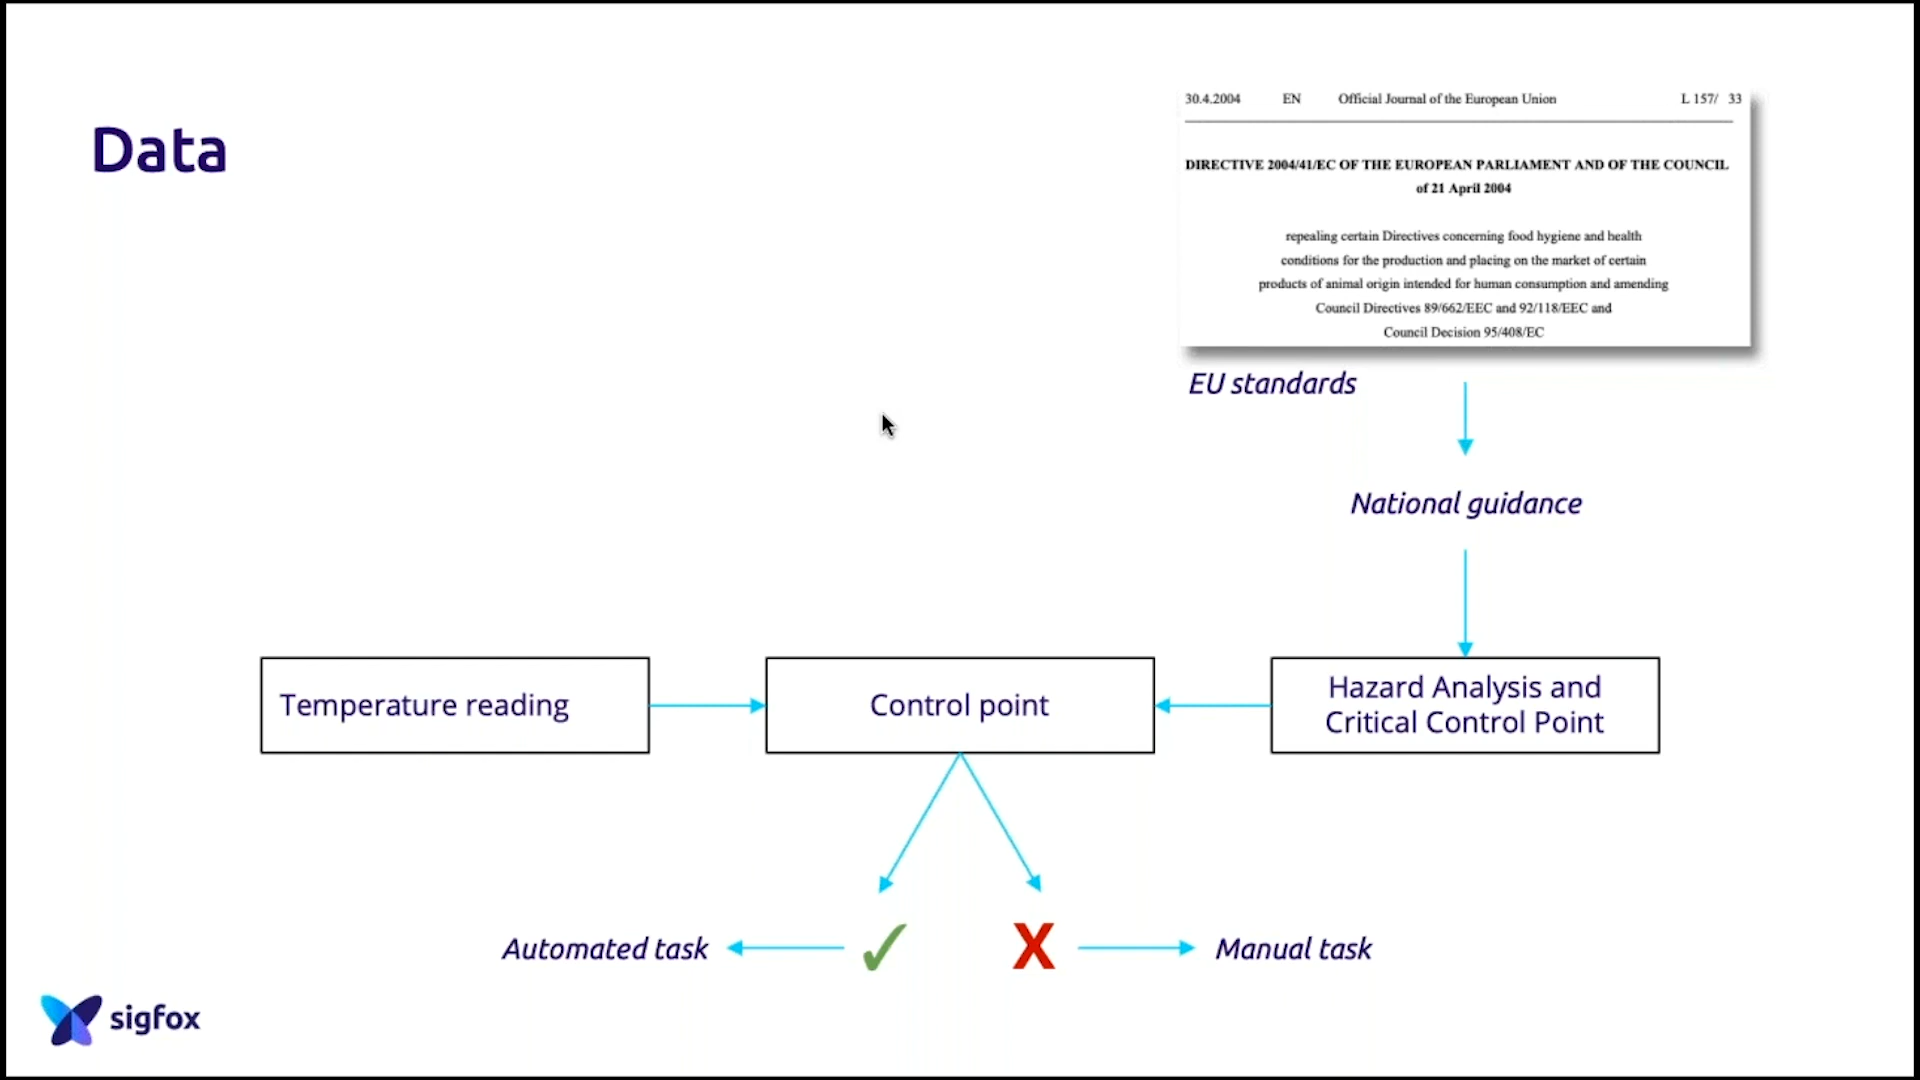 Data
30.4.2004 EN Official Journal of the European Union L 157/ 33
DIRECTIVE 2004/41/EC OF THE EUROPEAN PARLIAMENT AND OF THE COUNCIL
of 21 April 2004
repealing certain Directives concerning food hygiene and health
conditions for the production and placing on the market of certain
products of animal origin intended for human consumption and amending
Council Directives 89/662/EEC and 92/118/EEC and
Council Decision 95/408/EC
EU standards
National guidance
Temperature reading
Control point
Hazard Analysis and
Critical Control Point
Automated task
✓
X
Manual task
sigfox